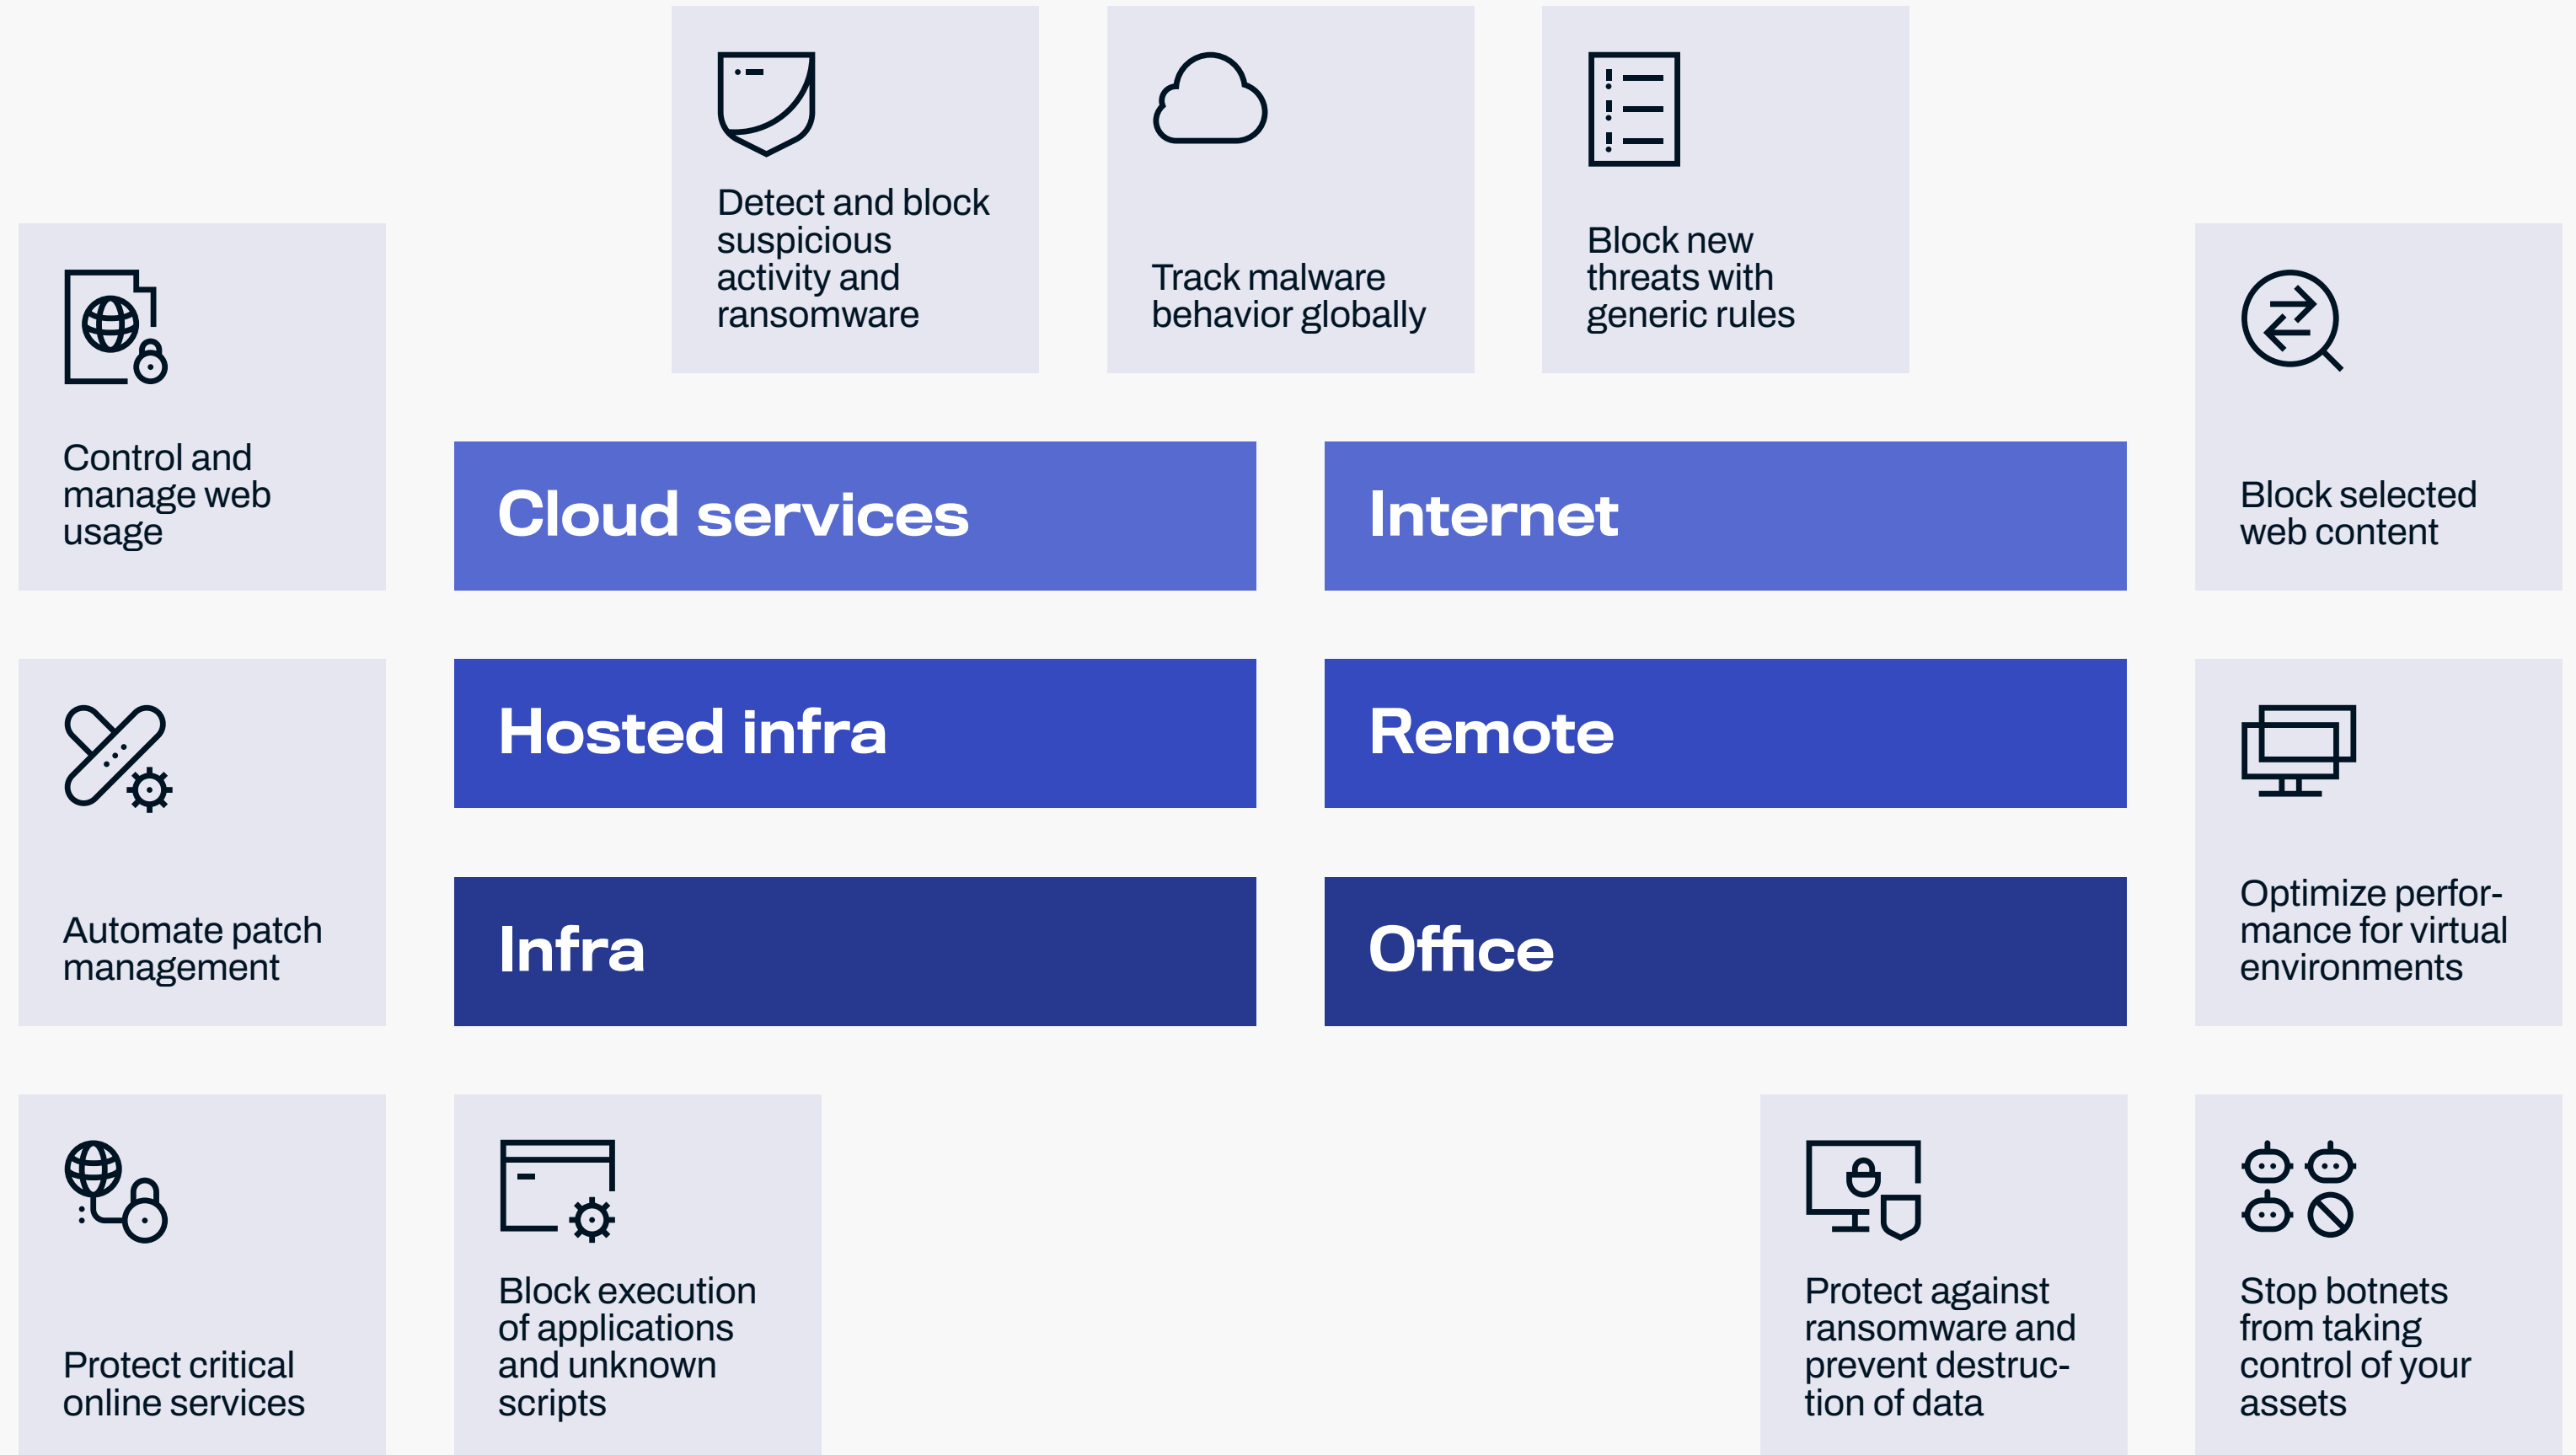 Detect and block
suspicious
activity and
ransomware
Track malware
behavior globally
Block new
threats with
generic rules
Control and
manage web
usage
Cloud services
Internet
Block selected
web content
Automate patch
management
Hosted infra
Remote
Optimize perfor-
mance for virtual
environments
Infra
Office
Protect critical
online services
Block execution
of applications
and unknown
scripts
Protect against
ransomware and
prevent destruc-
tion of data
Stop botnets
from taking
control of your
assets